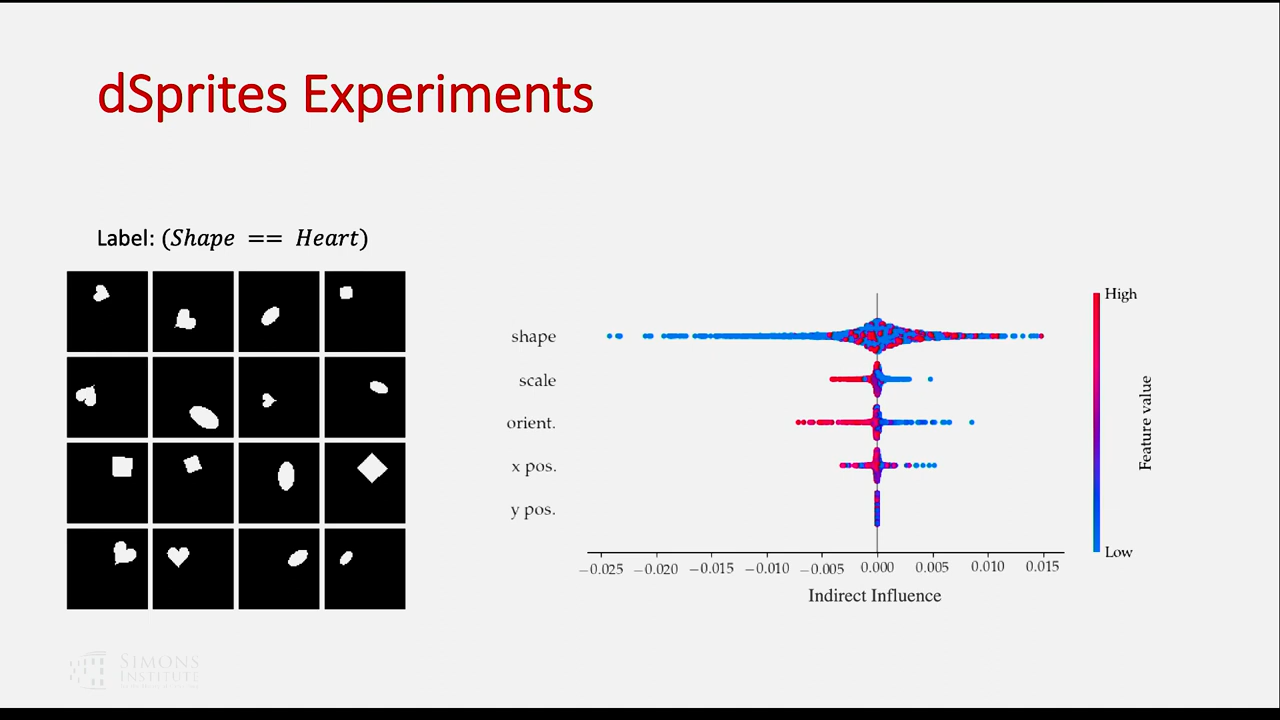 dSprites Experiments
Label: (Shape == Heart)
High
shape
scale
orient.
x pos.
y pos.
Feature value
Low
−0.025 −0.020 −0.015 −0.010 −0.005 0.000 0.005 0.010 0.015
Indirect Influence
SIMONS
INSTITUTE